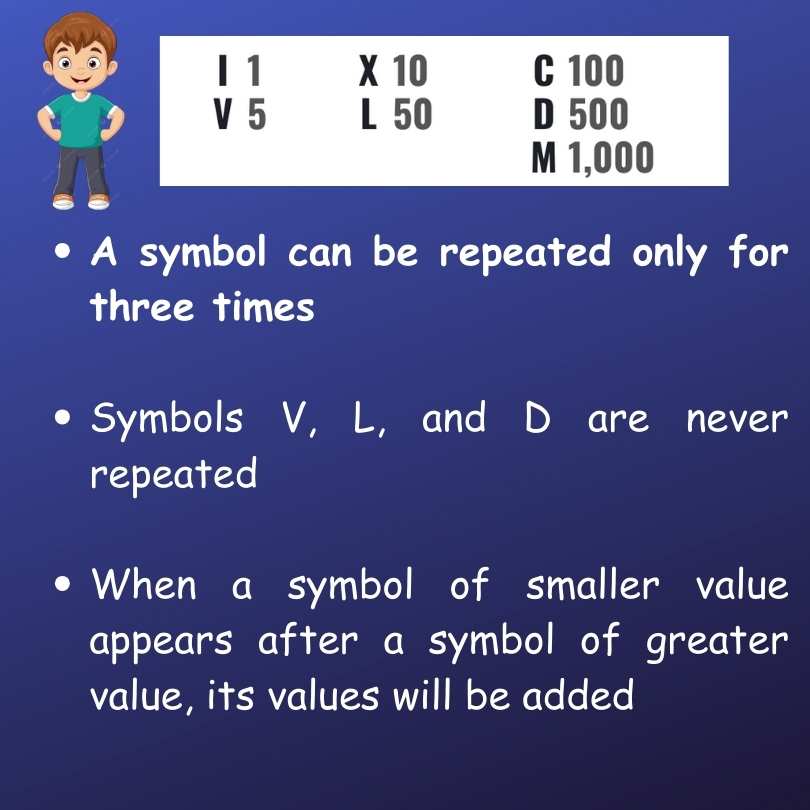 I 1 X 10 C 100
V 5 L 50 D 500
M 1,000
• A symbol can be repeated only for
three times
• Symbols V, L, and D are never
repeated
• When a symbol of smaller value
appears after a symbol of greater
value, its values will be added